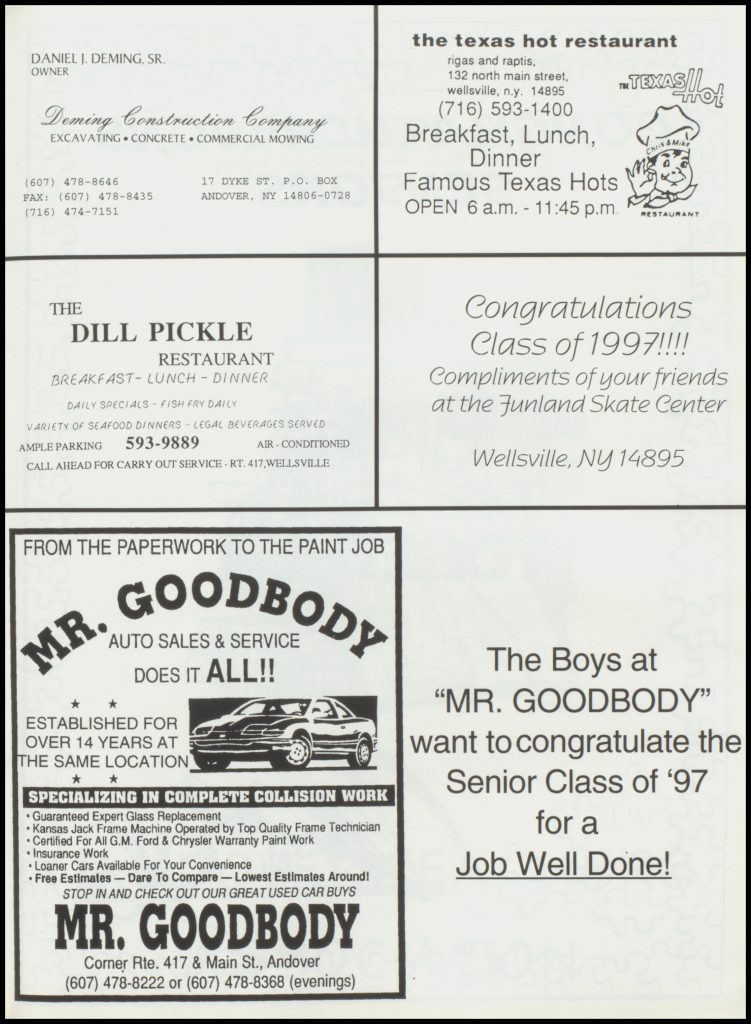 DANIEL J. DEMING, SR.
OWNER
Deming Construction Company
EXCAVATING • CONCRETE • COMMERCIAL MOWING
(607) 478-8646
FAX: (607) 478-8435
(716) 474-7151
17 DYKE ST. P.O. BOX
ANDOVER, NY 14806-0728
the texas hot restaurant
rigas and raptis,
132 north main street,
wellsville, n.y. 14895
(716) 593-1400
Breakfast, Lunch,
Dinner
Famous Texas Hots
OPEN 6 a.m. - 11:45 p.m.
TM TEXAS Hot
Chris & Mike
RESTAURANT
THE
DILL PICKLE
RESTAURANT
BREAKFAST - LUNCH - DINNER
DAILY SPECIALS - FISH FRY DAILY
VARIETY OF SEAFOOD DINNERS - LEGAL BEVERAGES SERVED
AMPLE PARKING 593-9889 AIR - CONDITIONED
CALL AHEAD FOR CARRY OUT SERVICE - RT. 417, WELLSVILLE
Congratulations
Class of 1997!!!!
Compliments of your friends
at the Funland Skate Center
Wellsville, NY 14895
FROM THE PAPERWORK TO THE PAINT JOB
MR. GOODBODY
AUTO SALES & SERVICE
DOES IT ALL!!
ESTABLISHED FOR
OVER 14 YEARS AT
THE SAME LOCATION
SPECIALIZING IN COMPLETE COLLISION WORK
• Guaranteed Expert Glass Replacement
• Kansas Jack Frame Machine Operated by Top Quality Frame Technician
• Certified For All G.M. Ford & Chrysler Warranty Paint Work
• Insurance Work
• Loaner Cars Available For Your Convenience
• Free Estimates — Dare To Compare — Lowest Estimates Around!
STOP IN AND CHECK OUT OUR GREAT USED CAR BUYS
MR. GOODBODY
Corner Rte. 417 & Main St., Andover
(607) 478-8222 or (607) 478-8368 (evenings)
The Boys at
“MR. GOODBODY”
want to congratulate the
Senior Class of ‘97
for a
Job Well Done!